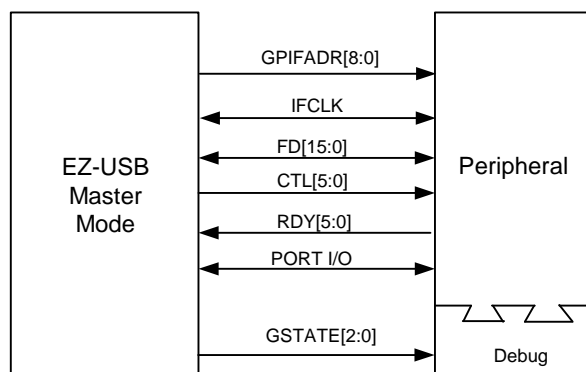 GPIFADR[8:0]
IFCLK
FD[15:0]
EZ-USB
Master
Mode
Peripheral
CTL[5:0]
RDY[5:0]
PORT I/O
GSTATE[2:0]
Debug